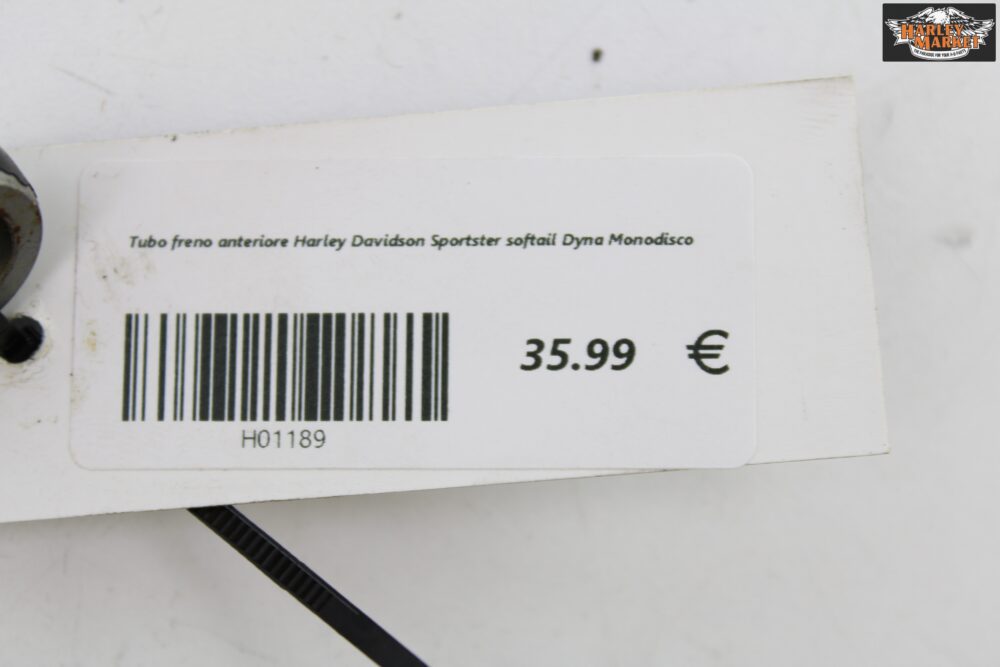 HARLEY
MARKET
Tubo freno anteriore Harley Davidson Sportster softail Dyna Monodisco
35.99 €
H01189